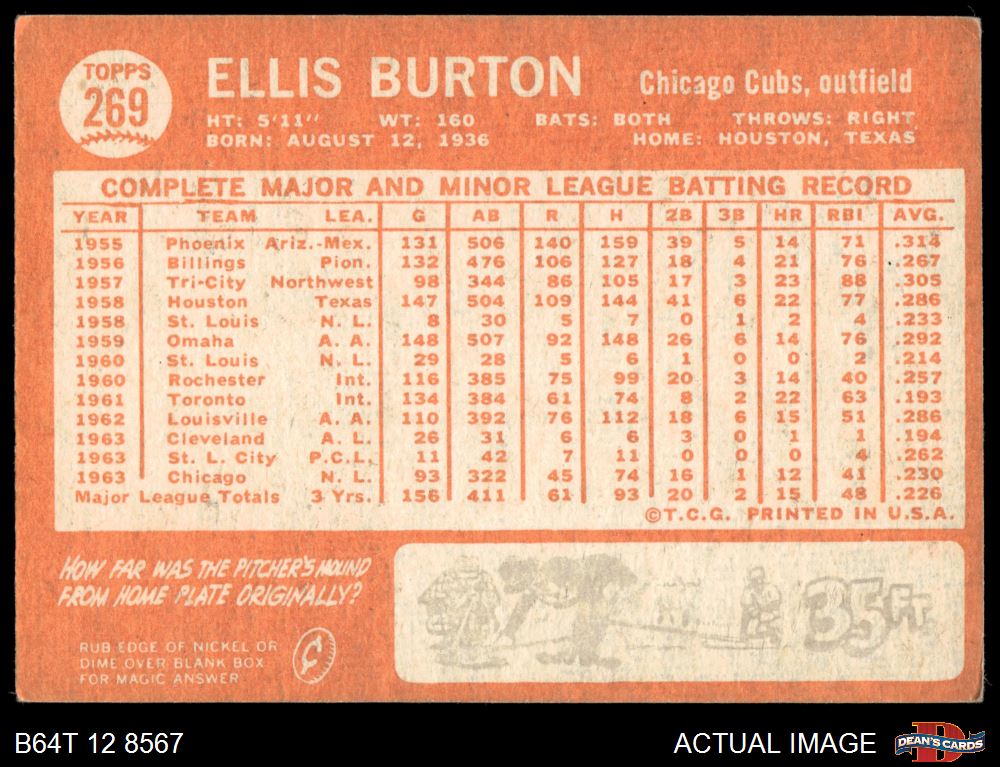 TOPPS
269
ELLIS BURTON
Chicago Cubs, outfield
HT: 5'11" WT: 160 BATS: BOTH THROWS: RIGHT
BORN: AUGUST 12, 1936 HOME: HOUSTON, TEXAS
COMPLETE MAJOR AND MINOR LEAGUE BATTING RECORD
YEAR TEAM LEA. G AB R H 2B 3B HR RBI AVG.
1955 Phoenix Ariz.-Mex. 131 506 140 159 39 5 14 71 .314
1956 Billings Pion. 132 476 106 127 18 4 21 76 .267
1957 Tri-City Northwest 98 344 86 105 17 3 23 88 .305
1958 Houston Texas 147 504 109 144 41 6 22 77 .286
1958 St. Louis N. L. 8 30 5 7 0 1 2 4 .233
1959 Omaha A. A. 148 507 92 148 26 6 14 76 .292
1960 St. Louis N. L. 29 28 5 6 1 0 0 2 .214
1960 Rochester Int. 116 385 75 99 20 3 14 40 .257
1961 Toronto Int. 134 384 61 74 8 2 22 63 .193
1962 Louisville A. A. 110 392 76 112 18 6 15 51 .286
1963 Cleveland A. L. 26 31 6 6 3 0 1 1 .194
1963 St. L. City P.C.L. 11 42 7 11 0 0 0 4 .262
1963 Chicago N. L. 93 322 45 74 16 1 12 41 .230
Major League Totals 3 Yrs. 156 411 61 93 20 2 15 48 .226
©T.C.G. PRINTED IN U.S.A.
HOW FAR WAS THE PITCHER'S MOUND
FROM HOME PLATE ORIGINALLY?
RUB EDGE OF NICKEL OR
DIME OVER BLANK BOX
FOR MAGIC ANSWER
35 FT.
B64T 12 8567
ACTUAL IMAGE
D
DEAN'S CARDS